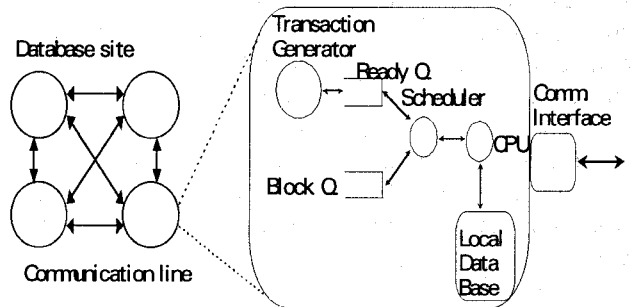 Database site
Communication line
Transaction
Generator
Ready Q
Scheduler
Block Q
CPU
Comm
Interface
Local
Data
Base